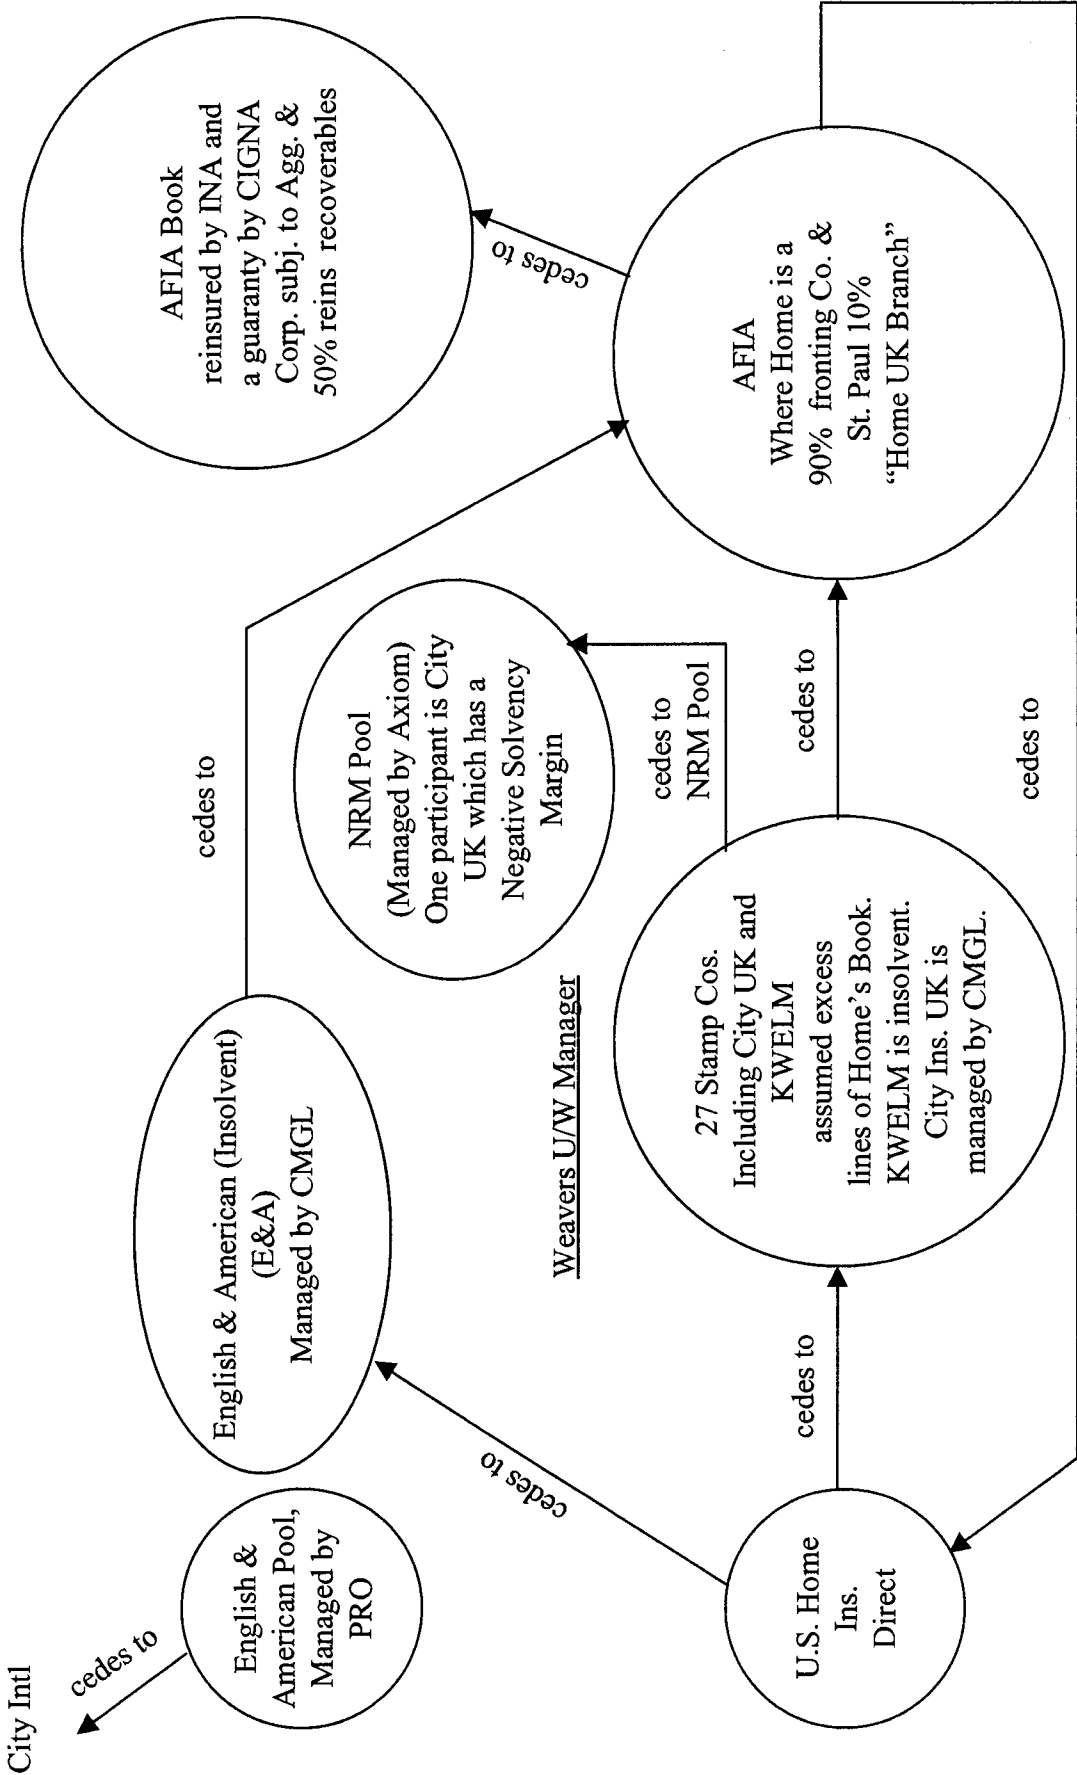 City Intl
cedes to
English &
American Pool,
Managed by
PRO
English & American (Insolvent)
(E&A)
Managed by CMGL
cedes to
AFIA Book
reinsured by INA and
a guaranty by CIGNA
Corp. subj. to Agg. &
50% reins recoverables
NRM Pool
(Managed by Axiom)
One participant is City
UK which has a
Negative Solvency
Margin
cedes to
cedes to
Weavers U/W Manager
cedes to
NRM Pool
U.S. Home
Ins.
Direct
cedes to
27 Stamp Cos.
Including City UK and
KWELM
assumed excess
lines of Home's Book.
KWELM is insolvent.
City Ins. UK is
managed by CMGL.
cedes to
AFIA
Where Home is a
90% fronting Co. &
St. Paul 10%
“Home UK Branch”
cedes to